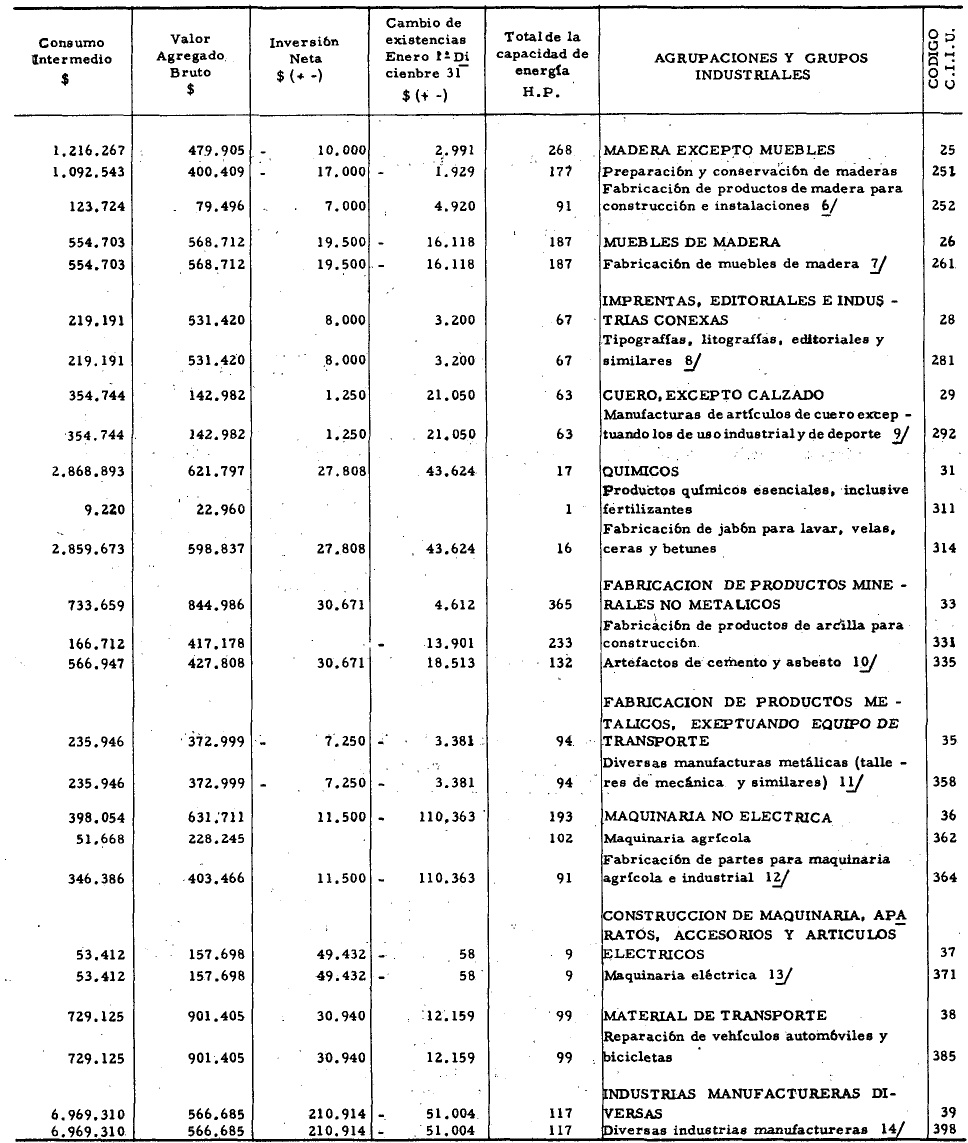 Consumo Intermedio $ | Valor Agregado Bruto $ | Inversión Neta $ (+ -) | Cambio de existencias Enero 1º Di cienbre 31 $ (+ -) | Total de la capacidad de energía H.P. | AGRUPACIONES Y GRUPOS INDUSTRIALES | CODIGO C.I.I.U.
1.216.267 479.905 - 10.000 2.991 268 MADERA EXCEPTO MUEBLES 25
1.092.543 400.409 - 17.000 - 1.929 177 Preparación y conservación de maderas 251
Fabricación de productos de madera para
123.724 79.496 7.000 4.920 91 construcción e instalaciones 6/ 252
554.703 568.712 19.500 - 16.118 187 MUEBLES DE MADERA 26
554.703 568.712 19.500 - 16.118 187 Fabricación de muebles de madera 7/ 261
IMPRENTAS, EDITORIALES E INDUS -
219.191 531.420 8.000 3.200 67 TRIAS CONEXAS 28
Tipografías, litografías, editoriales y
219.191 531.420 8.000 3.200 67 similares 8/ 281
354.744 142.982 1.250 21.050 63 CUERO, EXCEPTO CALZADO 29
Manufacturas de artículos de cuero excep -
354.744 142.982 1.250 21.050 63 tuando los de uso industrial y de deporte 9/ 292
2.868.893 621.797 27.808 43.624 17 QUIMICOS 31
Productos químicos esenciales, inclusive
9.220 22.960 1 fertilizantes 311
Fabricación de jabón para lavar, velas,
2.859.673 598.837 27.808 43.624 16 ceras y betunes 314
FABRICACION DE PRODUCTOS MINE -
733.659 844.986 30.671 4.612 365 RALES NO METALICOS 33
Fabricación de productos de arcilla para
166.712 417.178 - 13.901 233 construcción 331
566.947 427.808 30.671 18.513 132 Artefactos de cemento y asbesto 10/ 335
FABRICACION DE PRODUCTOS ME -
TALICOS, EXEPTUANDO EQUIPO DE
235.946 372.999 - 7.250 - 3.381 94 TRANSPORTE 35
Diversas manufacturas metálicas (talle -
235.946 372.999 - 7.250 - 3.381 94 res de mecánica y similares) 11/ 358
398.054 631.711 11.500 - 110.363 193 MAQUINARIA NO ELECTRICA 36
51.668 228.245 102 Maquinaria agrícola 362
Fabricación de partes para maquinaria
346.386 403.466 11.500 - 110.363 91 agrícola e industrial 12/ 364
CONSTRUCCION DE MAQUINARIA, APA
RATOS, ACCESORIOS Y ARTICULOS
53.412 157.698 49.432 - 58 9 ELECTRICOS 37
53.412 157.698 49.432 - 58 9 Maquinaria eléctrica 13/ 371
729.125 901.405 30.940 12.159 99 MATERIAL DE TRANSPORTE 38
Reparación de vehículos automóviles y
729.125 901.405 30.940 12.159 99 bicicletas 385
INDUSTRIAS MANUFACTURERAS DI-
6.969.310 566.685 210.914 - 51.004 117 VERSAS 39
6.969.310 566.685 210.914 - 51.004 117 Diversas industrias manufactureras 14/ 398